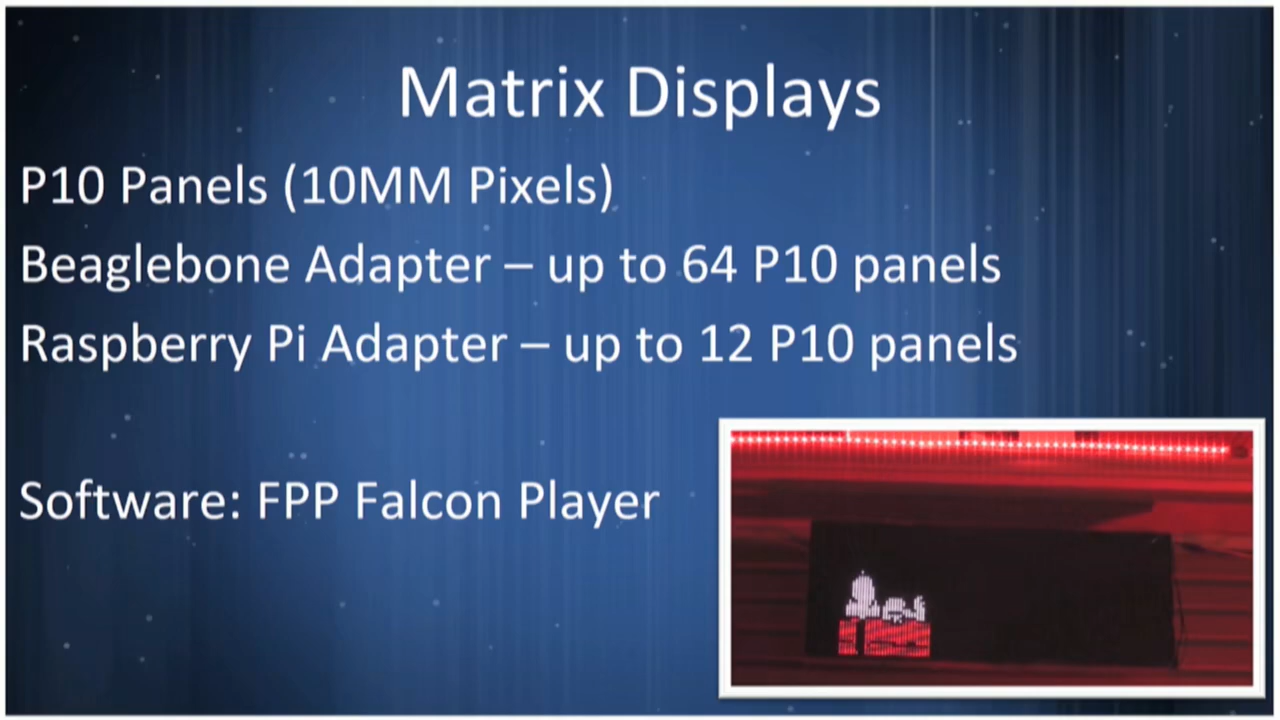 Matrix Displays
P10 Panels (10MM Pixels)
Beaglebone Adapter – up to 64 P10 panels
Raspberry Pi Adapter – up to 12 P10 panels
Software: FPP Falcon Player